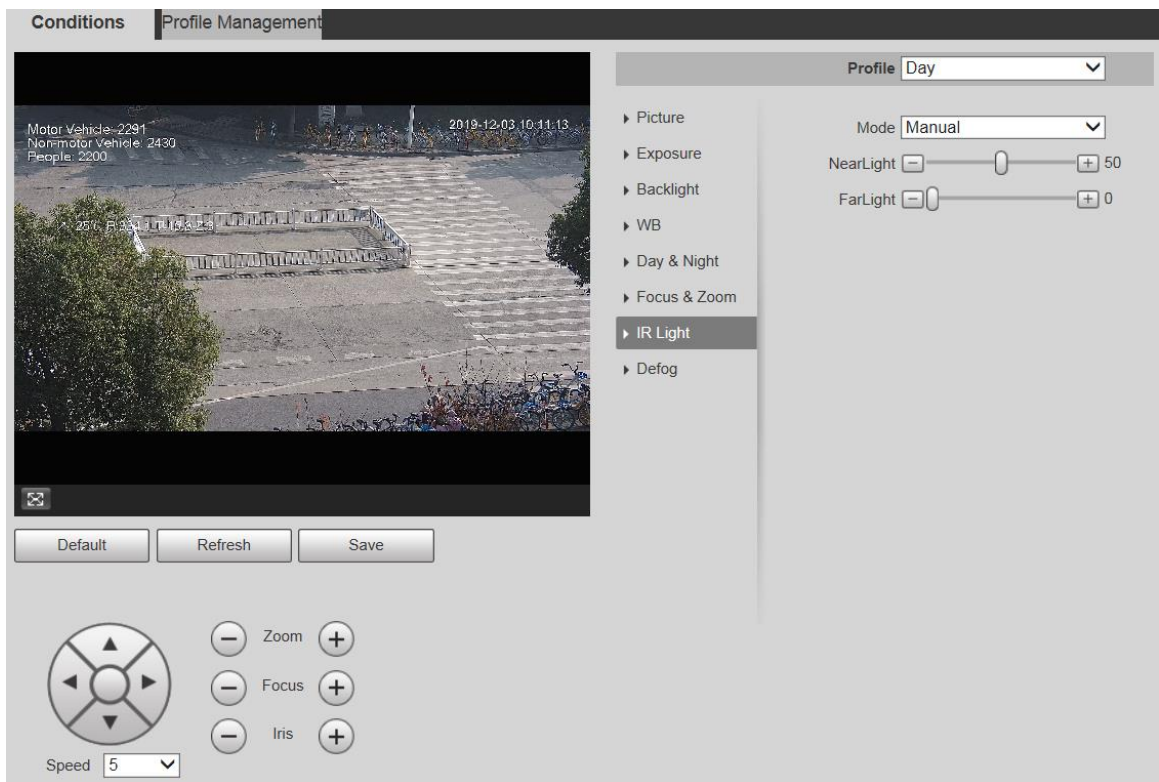 Conditions
Profile Management
Motor Vehicle: 2291
Non-motor Vehicle: 2430
People: 2200
2019-12-03 10:11:13
25℃
Default
Refresh
Save
Zoom
Focus
Iris
Speed 5
Profile Day
Picture
Exposure
Backlight
WB
Day & Night
Focus & Zoom
IR Light
Defog
Mode Manual
NearLight 50
FarLight 0